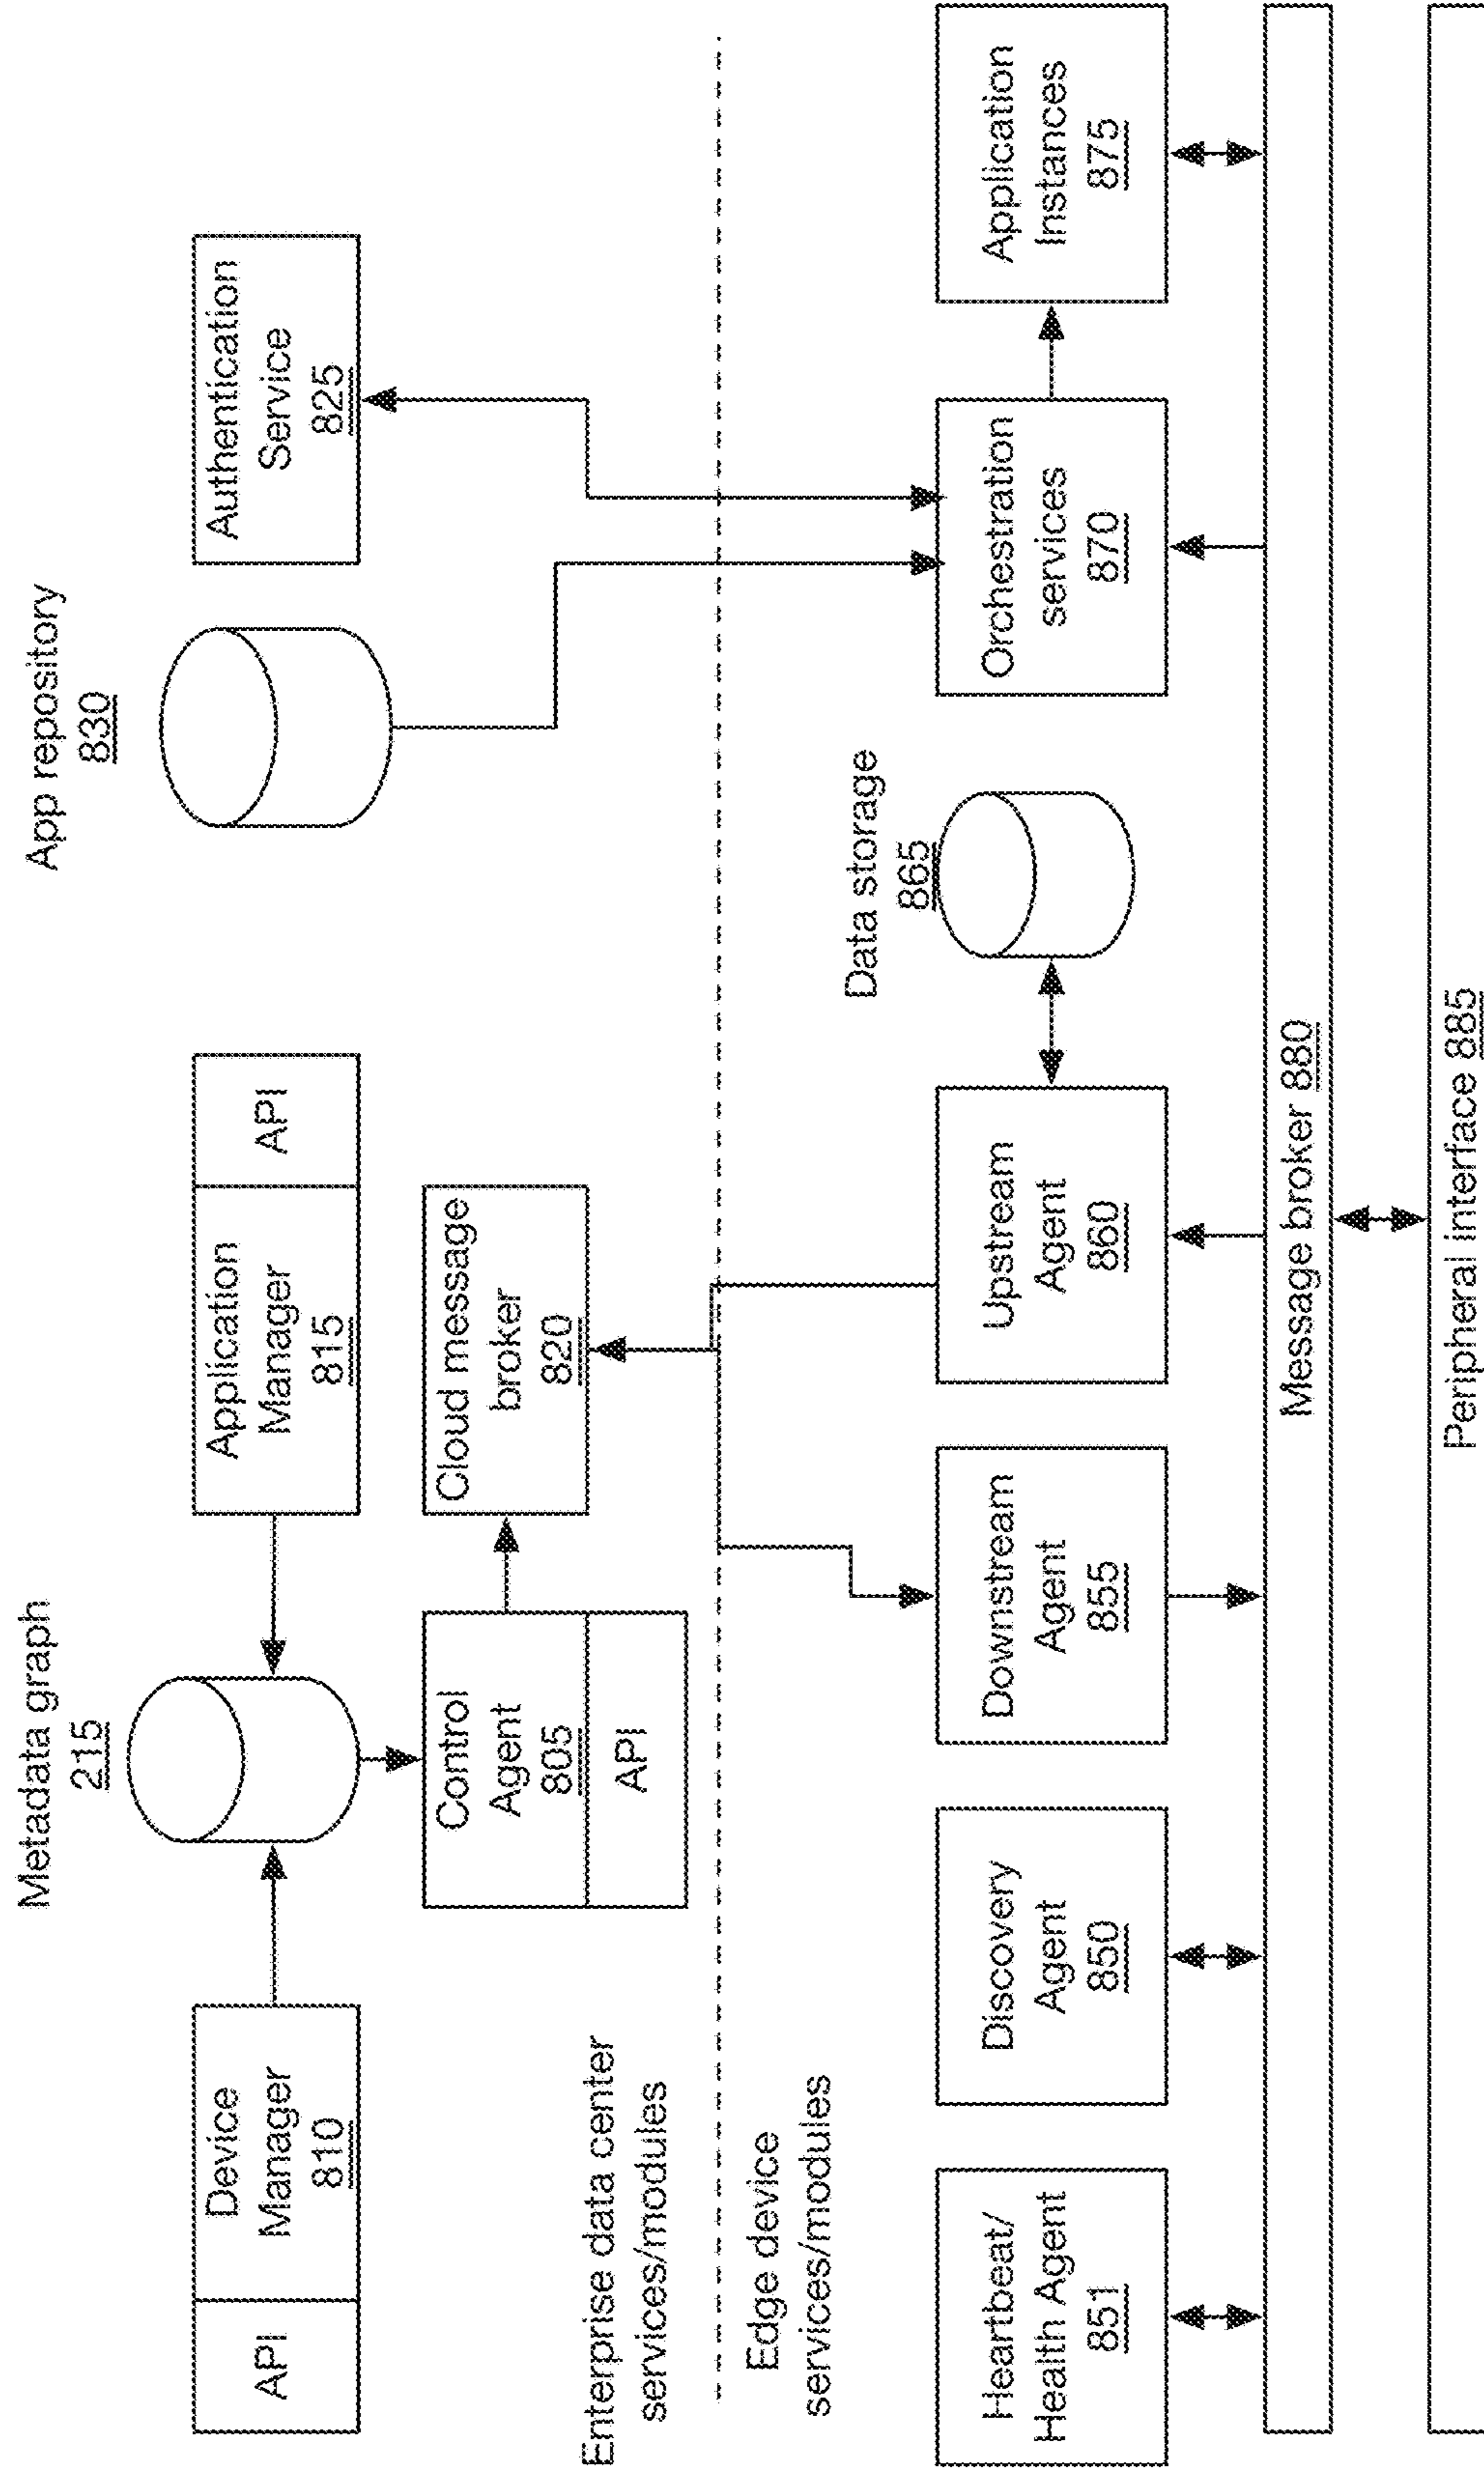 Metadata graph
215
App repository
830
API
Device
Manager
810
Application
Manager
815
API
Authentication
Service
825
Control
Agent
805
API
Cloud message
broker
820
Enterprise data center
services/modules
Edge device
services/modules
Data storage
865
Heartbeat/
Health Agent
851
Discovery
Agent
850
Downstream
Agent
855
Upstream
Agent
860
Orchestration
services
870
Application
Instances
875
Message broker 880
Peripheral interface 885